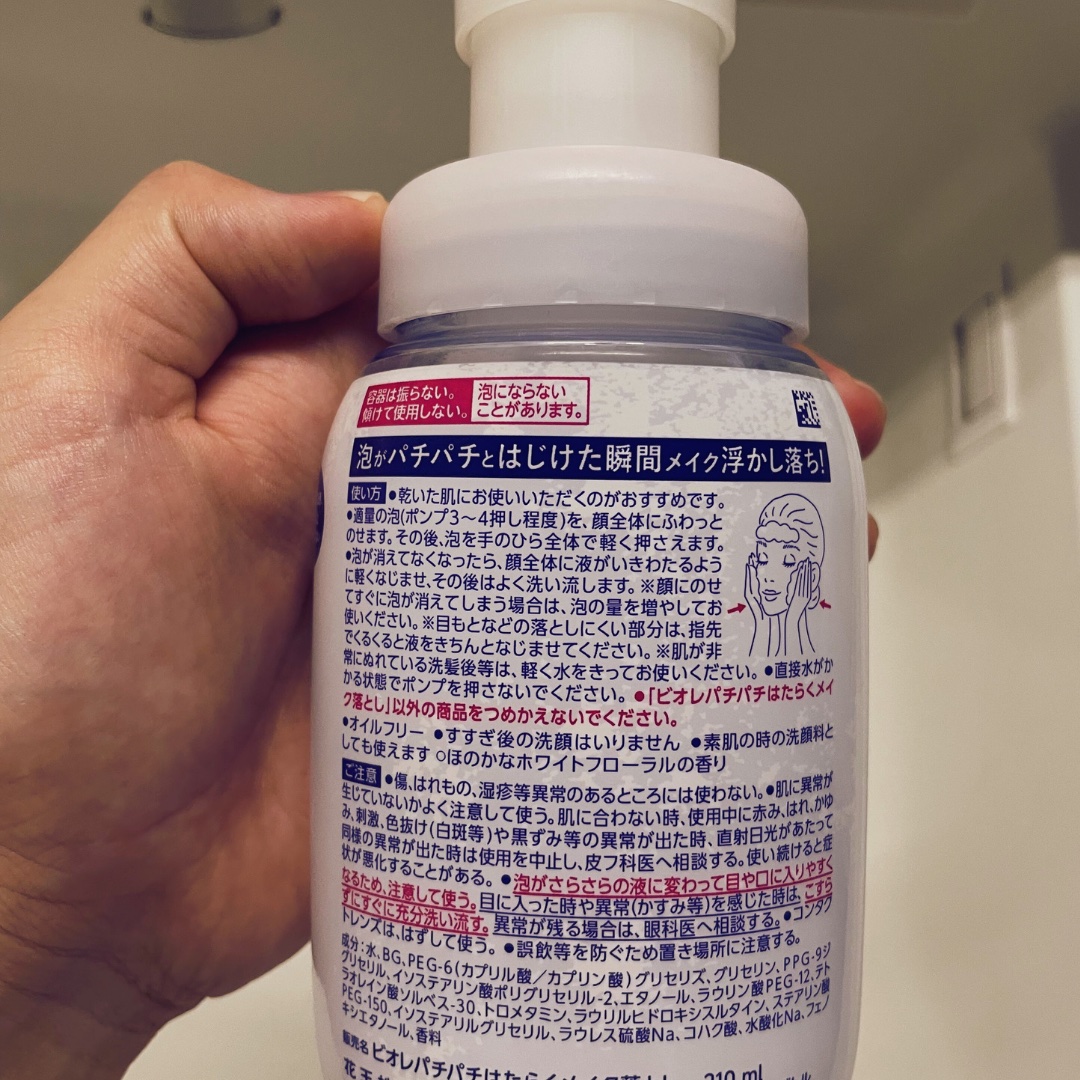 容器は振らない。
傾けて使用しない。
泡にならない
ことがあります。
泡がパチパチとはじけた瞬間メイク浮かし落ち!
使い方 ●乾いた肌にお使いいただくのがおすすめです。
●適量の泡(ポンプ3〜4押し程度)を、顔全体にふわっと
のせます。その後、泡を手のひら全体で軽く押さえます。
●泡が消えてなくなったら、顔全体に液がいきわたるよう
に軽くなじませ、その後はよく洗い流します。※顔にのせ
てすぐに泡が消えてしまう場合は、泡の量を増やしてお
使いください。※目もとなどの落としにくい部分は、指先
でくるくると液をきちんとなじませてください。※肌が非
常にぬれている洗髪後等は、軽く水をきってお使いください。●直接水がか
かる状態でポンプを押さないでください。●「ビオレパチパチはたらくメイ
ク落とし」以外の商品をつめかえないでください。
●オイルフリー ●すすぎ後の洗顔はいりません ●素肌の時の洗顔料と
しても使えます ○ほのかなホワイトフローラルの香り
ご注意 ●傷、はれもの、湿疹等異常のあるところには使わない。●肌に異常が
生じていないかよく注意して使う。肌に合わない時、使用中に赤み、はれ、かゆ
み、刺激、色抜け(白斑等)や黒ずみ等の異常が出た時、直射日光があたって
同様の異常が出た時は使用を中止し、皮フ科医へ相談する。使い続けると症
状が悪化することがある。●泡がさらさらの液に変わって目や口に入りやすく
なるため、注意して使う。目に入った時や異常(かすみ等)を感じた時は、こすら
ずにすぐに充分洗い流す。異常が残る場合は、眼科医へ相談する。●コンタク
トレンズは、はずして使う。●誤飲等を防ぐため置き場所に注意する。
成分:水、BG、PEG-6(カプリル酸/カプリン酸)グリセリズ、グリセリン、PPG-9ジ
グリセリル、イソステアリン酸ポリグリセリル-2、エタノール、ラウリン酸PEG-12、テト
ラオレイン酸ソルベス-30、トロメタミン、ラウリルヒドロキシスルタイン、ステアリン酸
PEG-150、イソステアリルグリセリル、ラウレス硫酸Na、コハク酸、水酸化Na、フェノ
キシエタノール、香料
販売名 ビオレパチパチはたらくメイク落とし 210 ml
花王